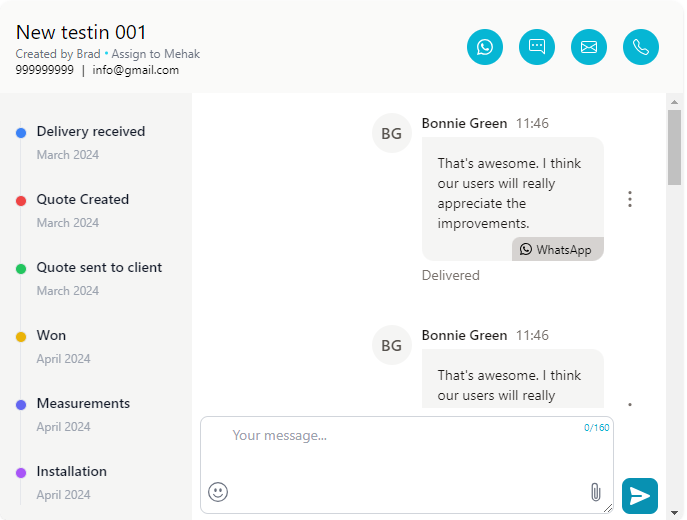 New testin 001
Created by Brad • Assign to Mehak
999999999 | info@gmail.com
Delivery received
March 2024
Quote Created
March 2024
Quote sent to client
March 2024
Won
April 2024
Measurements
April 2024
Installation
April 2024
BG
Bonnie Green 11:46
That's awesome. I think
our users will really
appreciate the
improvements.
WhatsApp
Delivered
BG
Bonnie Green 11:46
That's awesome. I think
our users will really
Your message...
0/160